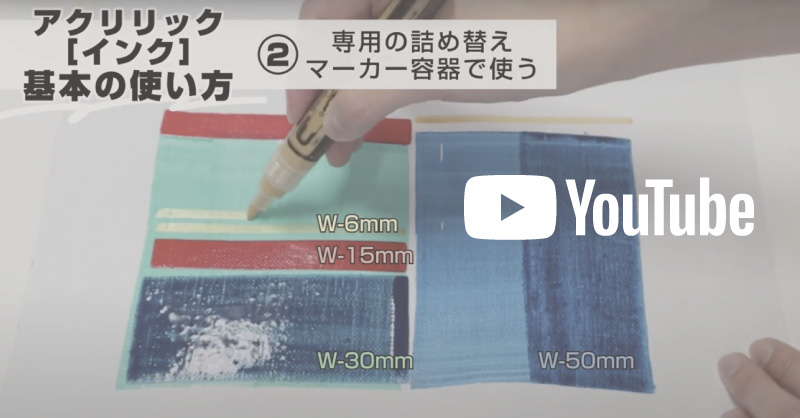 アクリリック
[インク]
基本の使い方
② 専用の詰め替え
マーカー容器で使う
W-6mm
W-15mm
W-30mm
W-50mm
YouTube